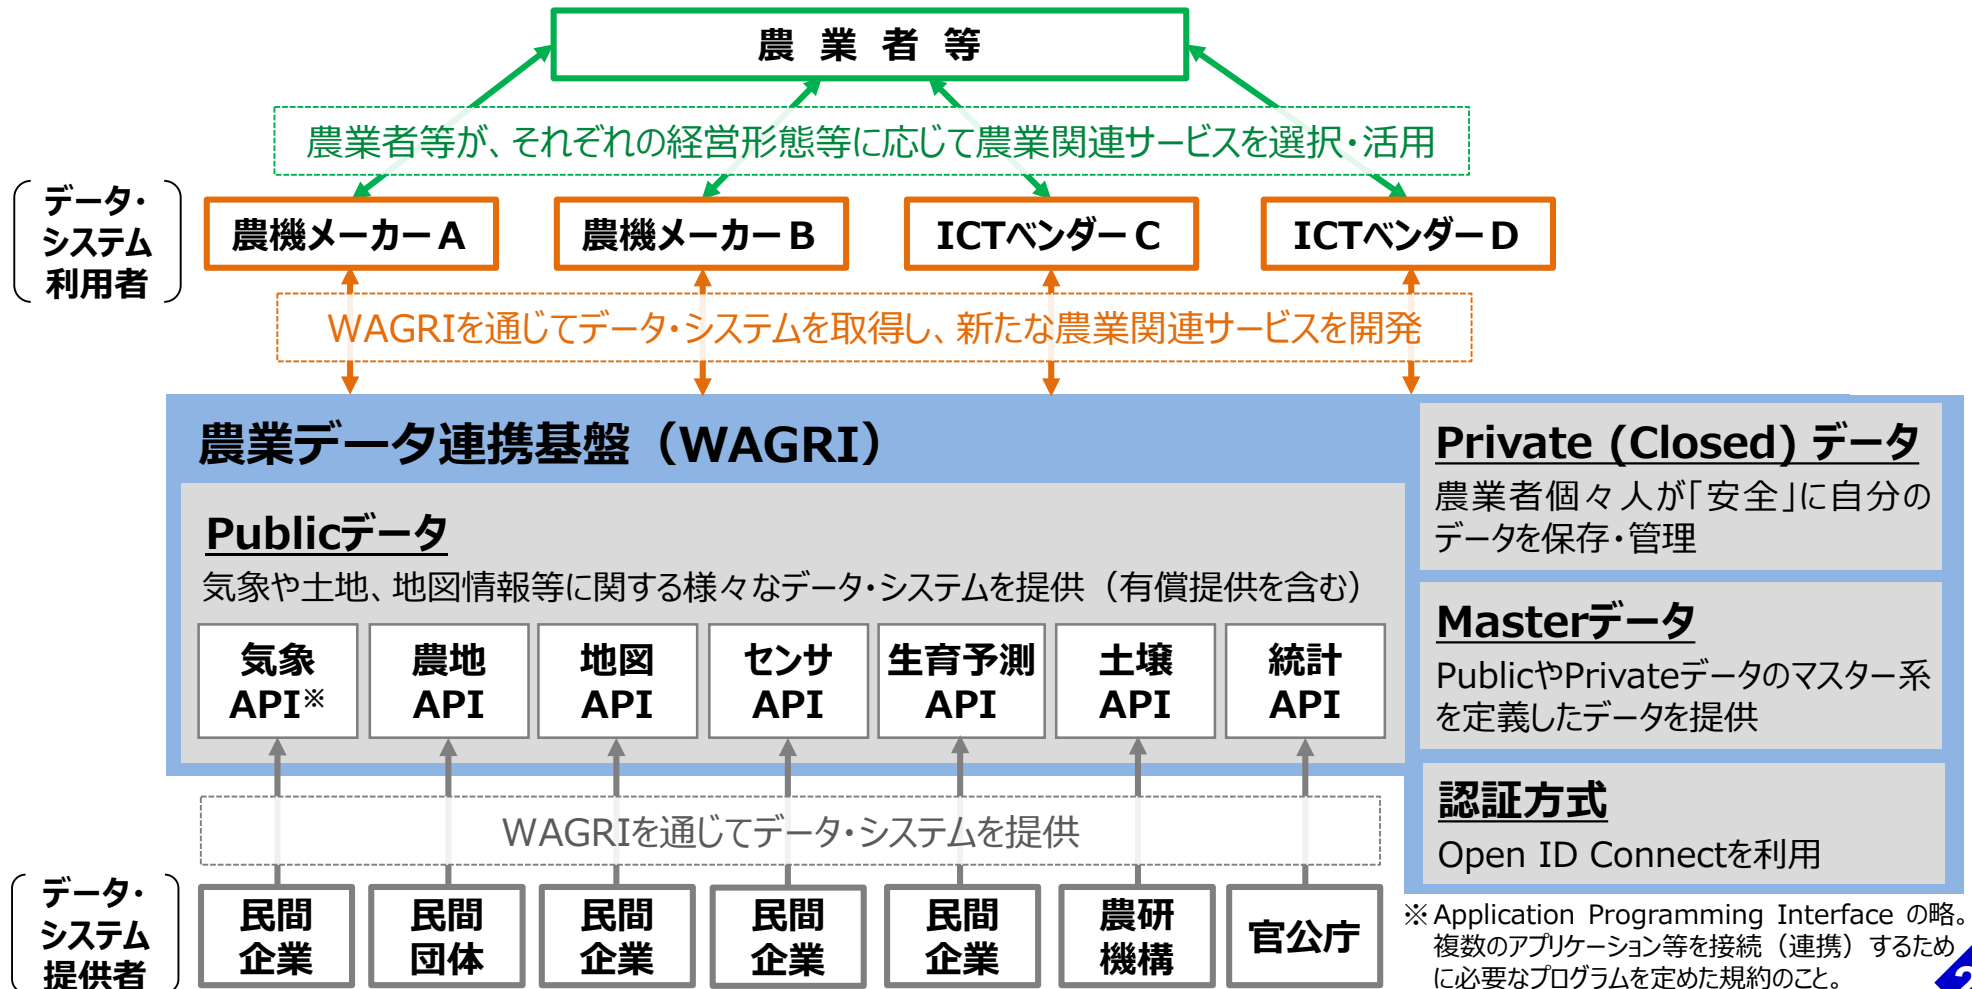 農業者等
農業者等が、それぞれの経営形態等に応じて農業関連サービスを選択・活用
データ・
システム
利用者
農機メーカーA
農機メーカーB
ICTベンダーC
ICTベンダーD
WAGRIを通じてデータ・システムを取得し、新たな農業関連サービスを開発
農業データ連携基盤（WAGRI）
Publicデータ
気象や土地、地図情報等に関する様々なデータ・システムを提供（有償提供を含む）
気象
API※
農地
API
地図
API
センサ
API
生育予測
API
土壌
API
統計
API
Private (Closed) データ
農業者個々人が「安全」に自分の
データを保存・管理
Masterデータ
PublicやPrivateデータのマスター系
を定義したデータを提供
認証方式
Open ID Connectを利用
WAGRIを通じてデータ・システムを提供
データ・
システム
提供者
民間
企業
民間
団体
民間
企業
民間
企業
民間
企業
農研
機構
官公庁
※Application Programming Interface の略。
複数のアプリケーション等を接続（連携）するため
に必要なプログラムを定めた規約のこと。